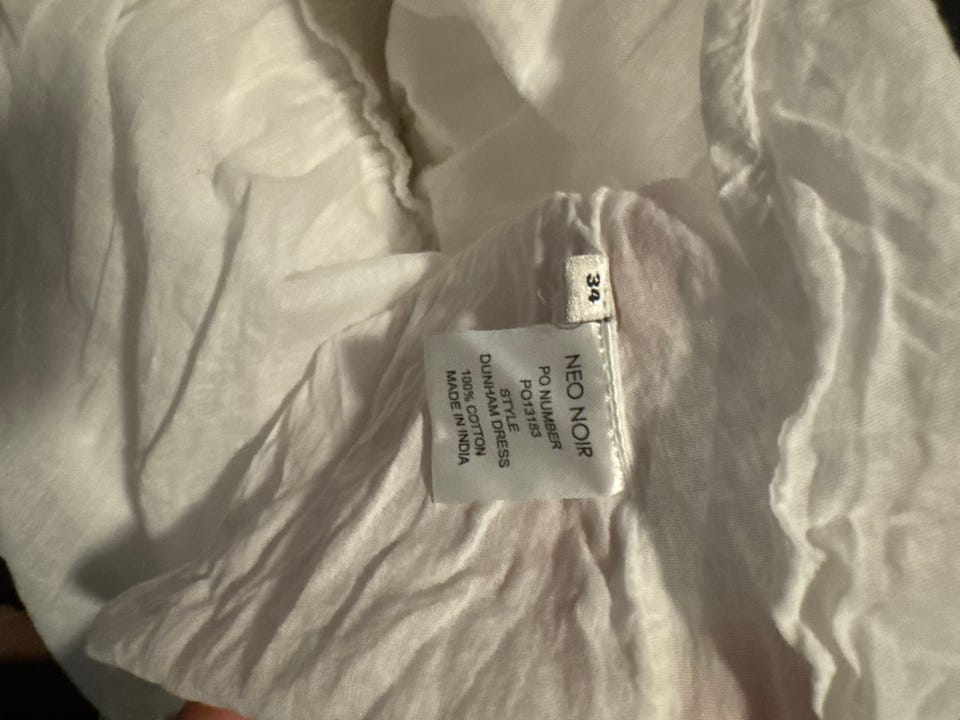 34
NEO NOIR
PO NUMBER
PO13183
STYLE
DUNHAM DRESS
100% COTTON
MADE IN INDIA